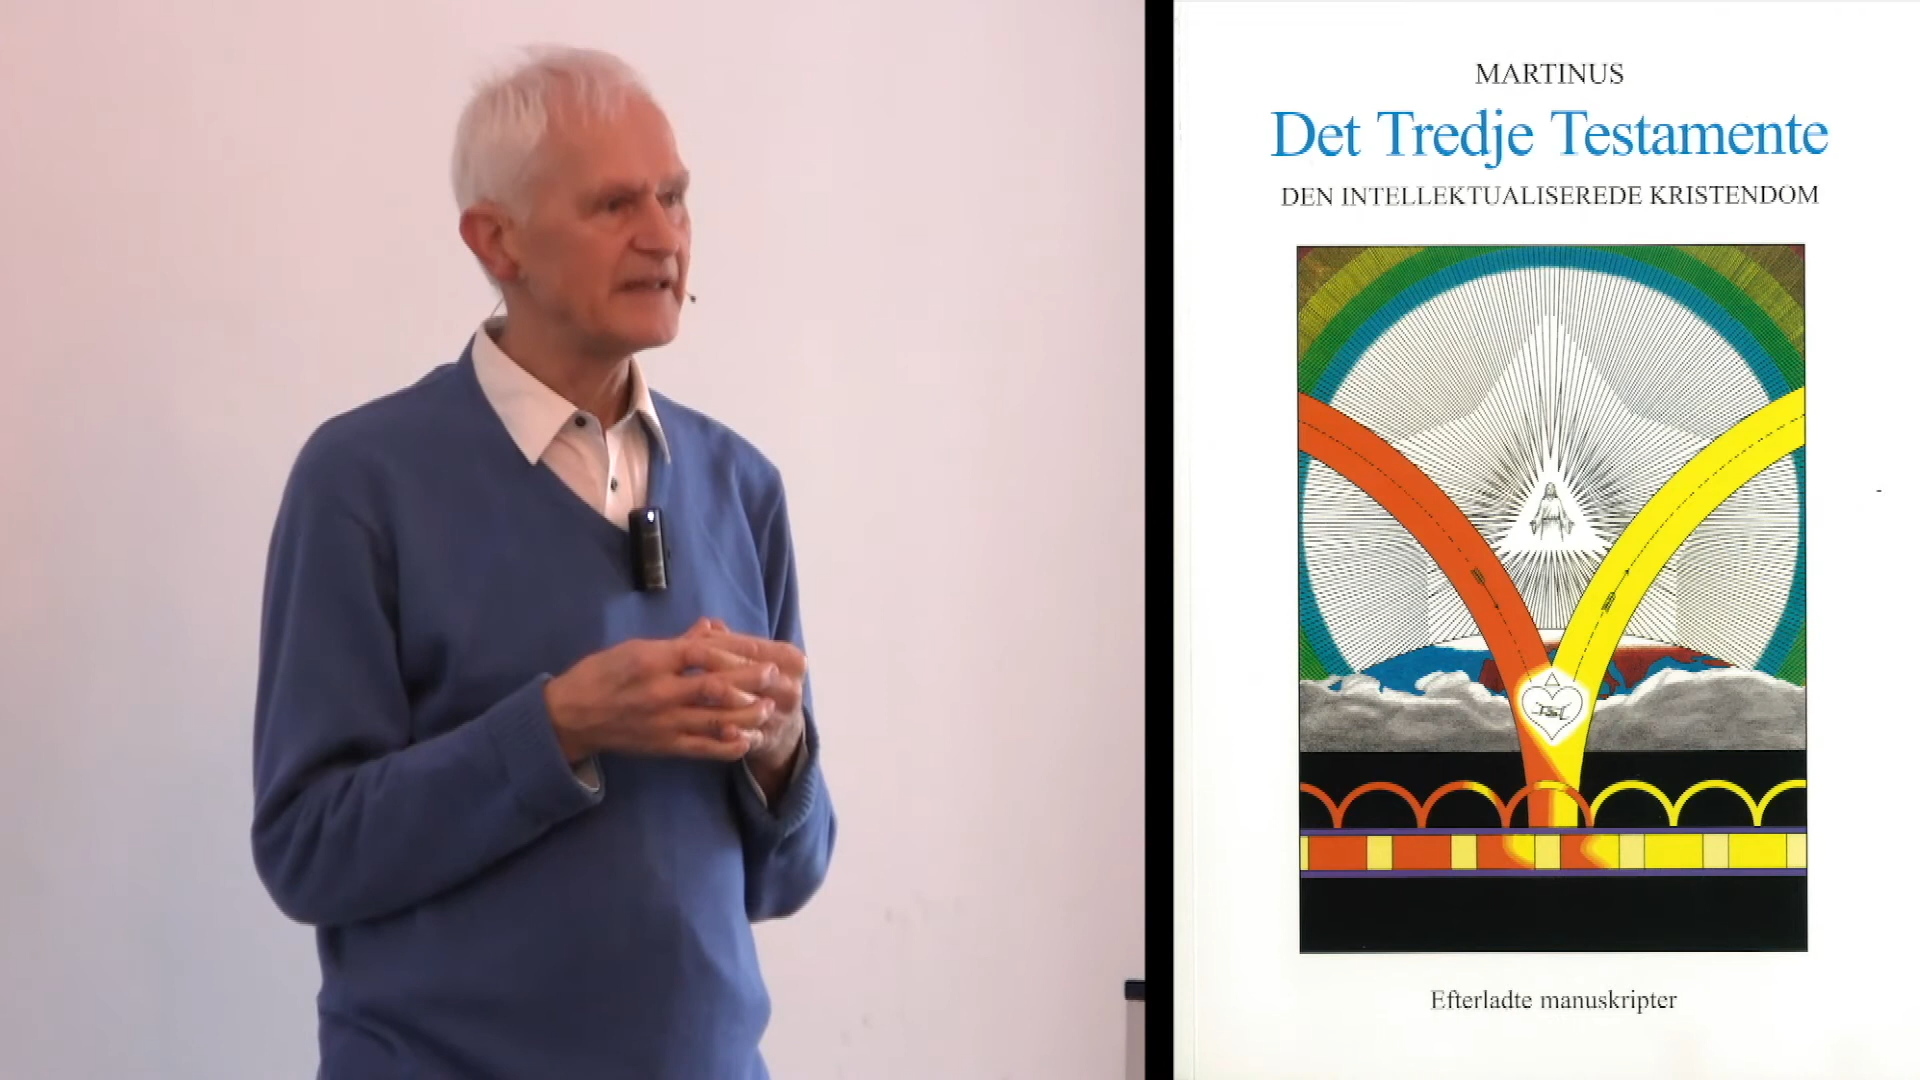 MARTINUS
Det Tredje Testamente
DEN INTELLEKTUALISEREDE KRISTENDOM
Efterladte manuskripter